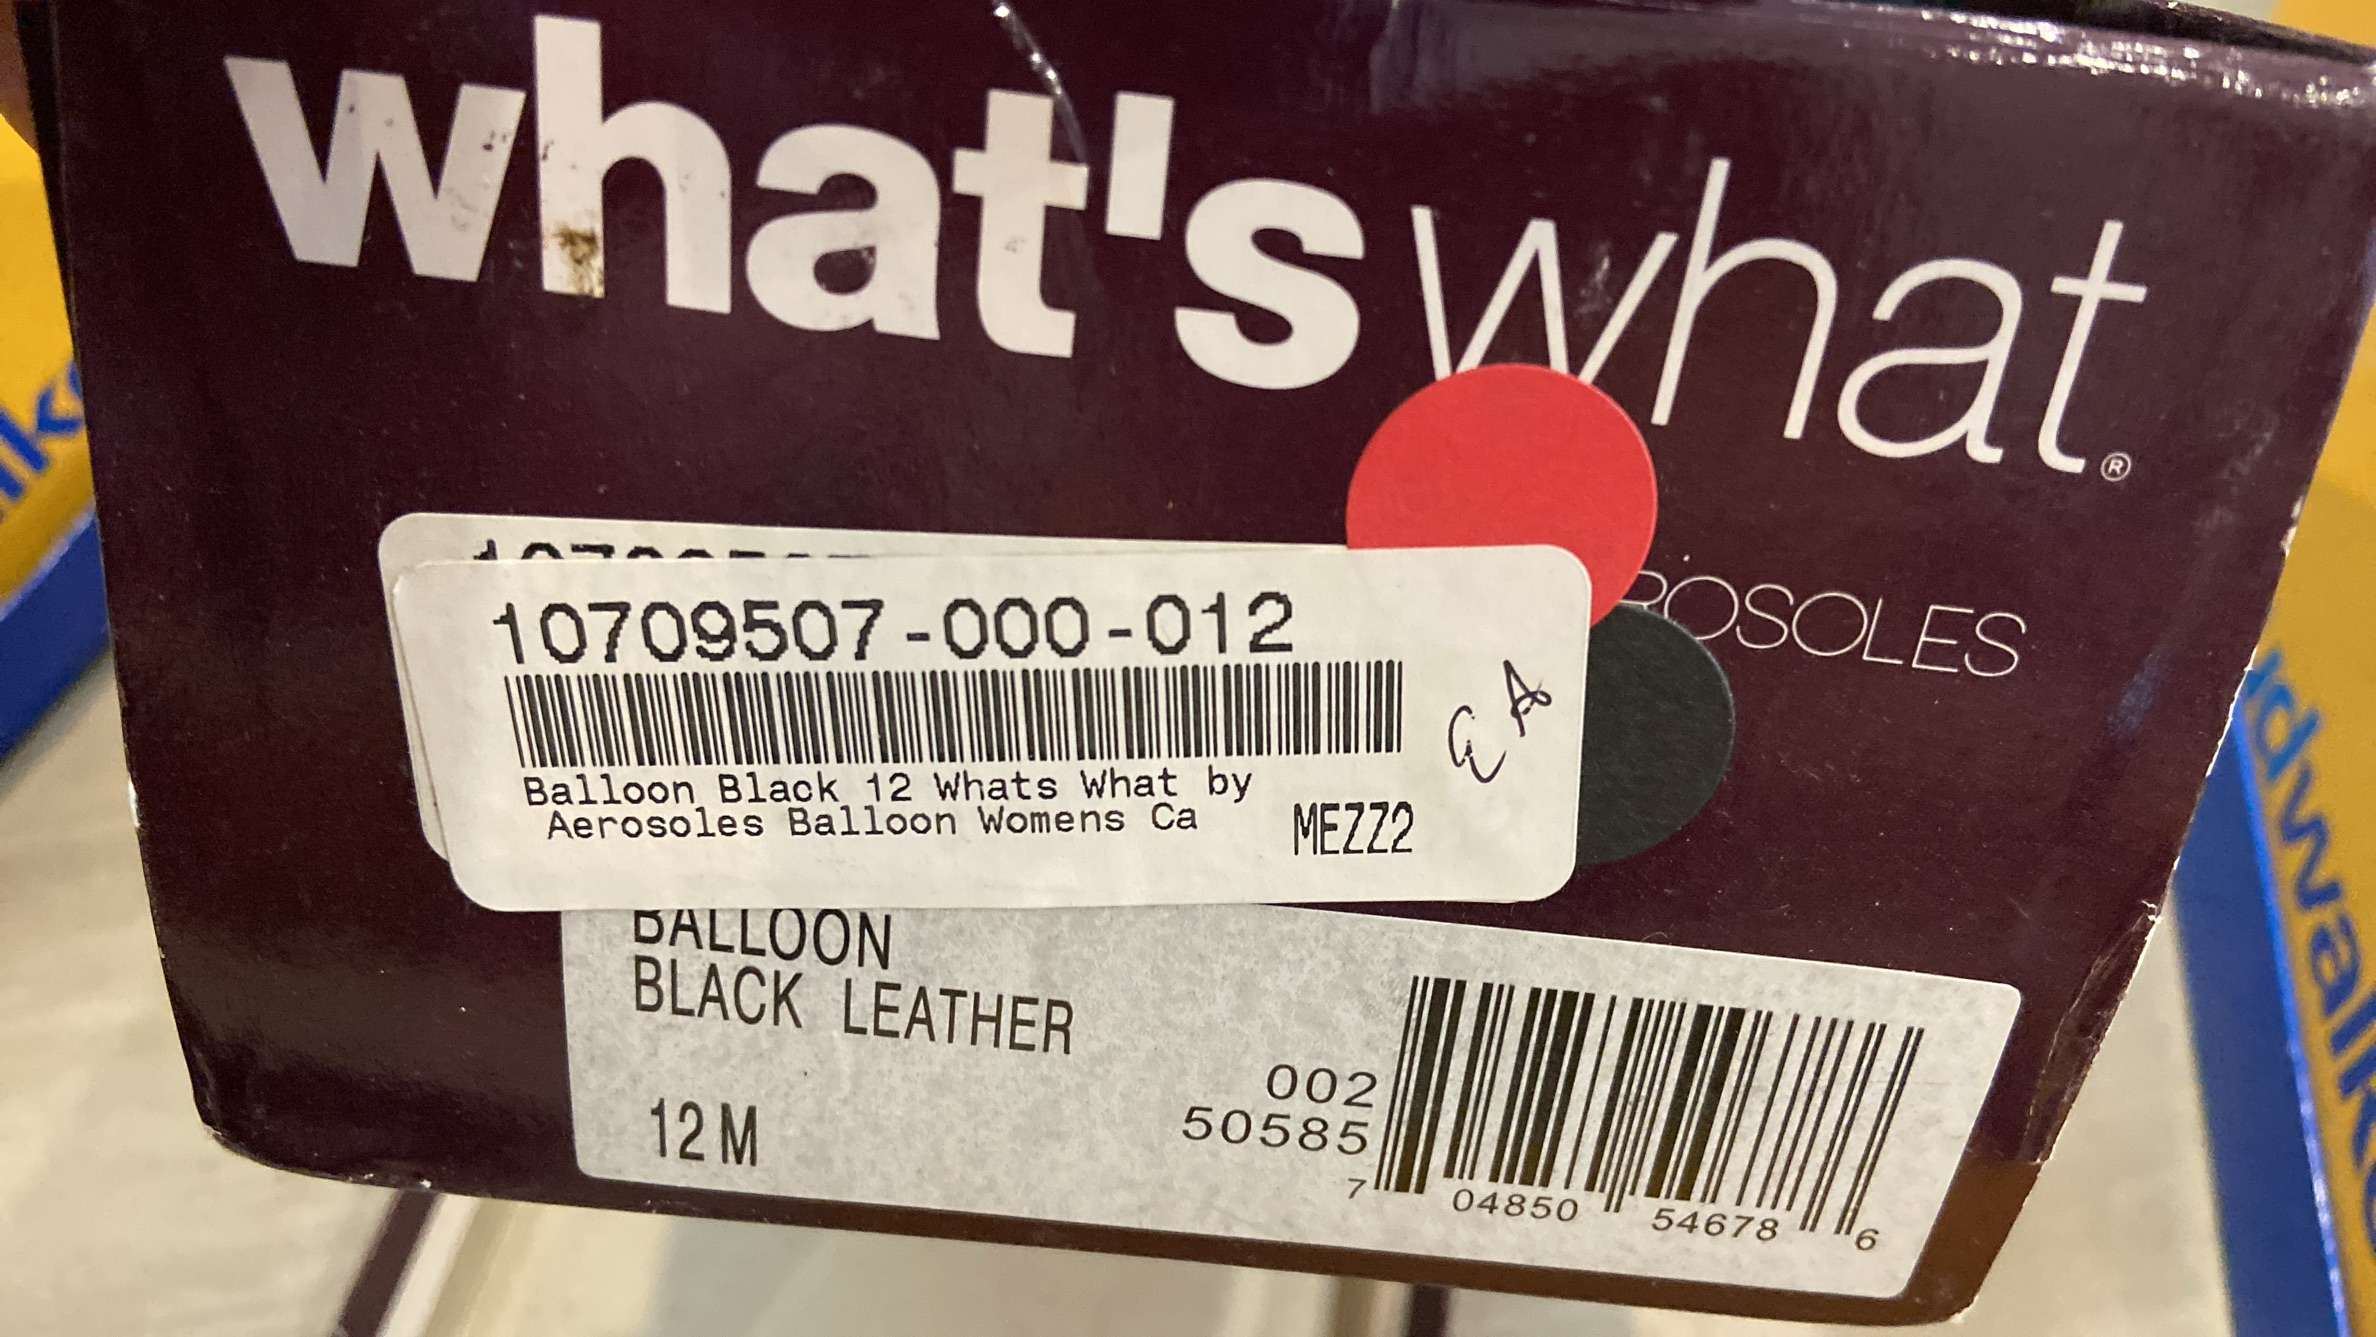 what's what®
ROSOLES
10709507-000-012
Balloon Black 12 Whats What by
Aerosoles Balloon Womens Ca
MEZZ2
BALLOON
BLACK LEATHER
12 M
002
50585
7 04850 54678 6